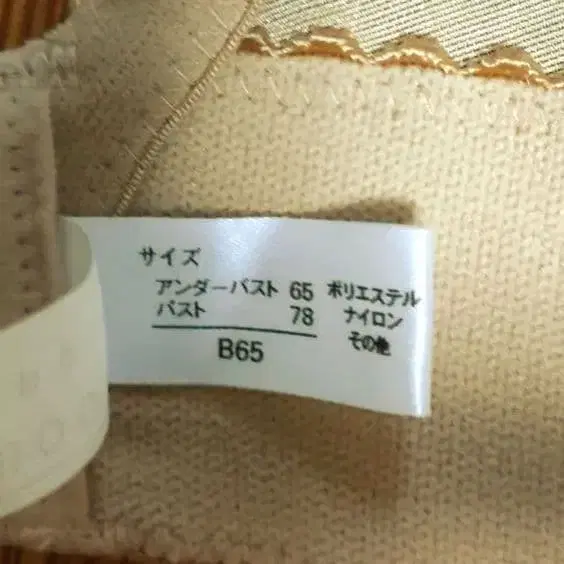 サイズ
アンダーバスト 65 ポリエステル
バスト 78 ナイロン
B65 その他